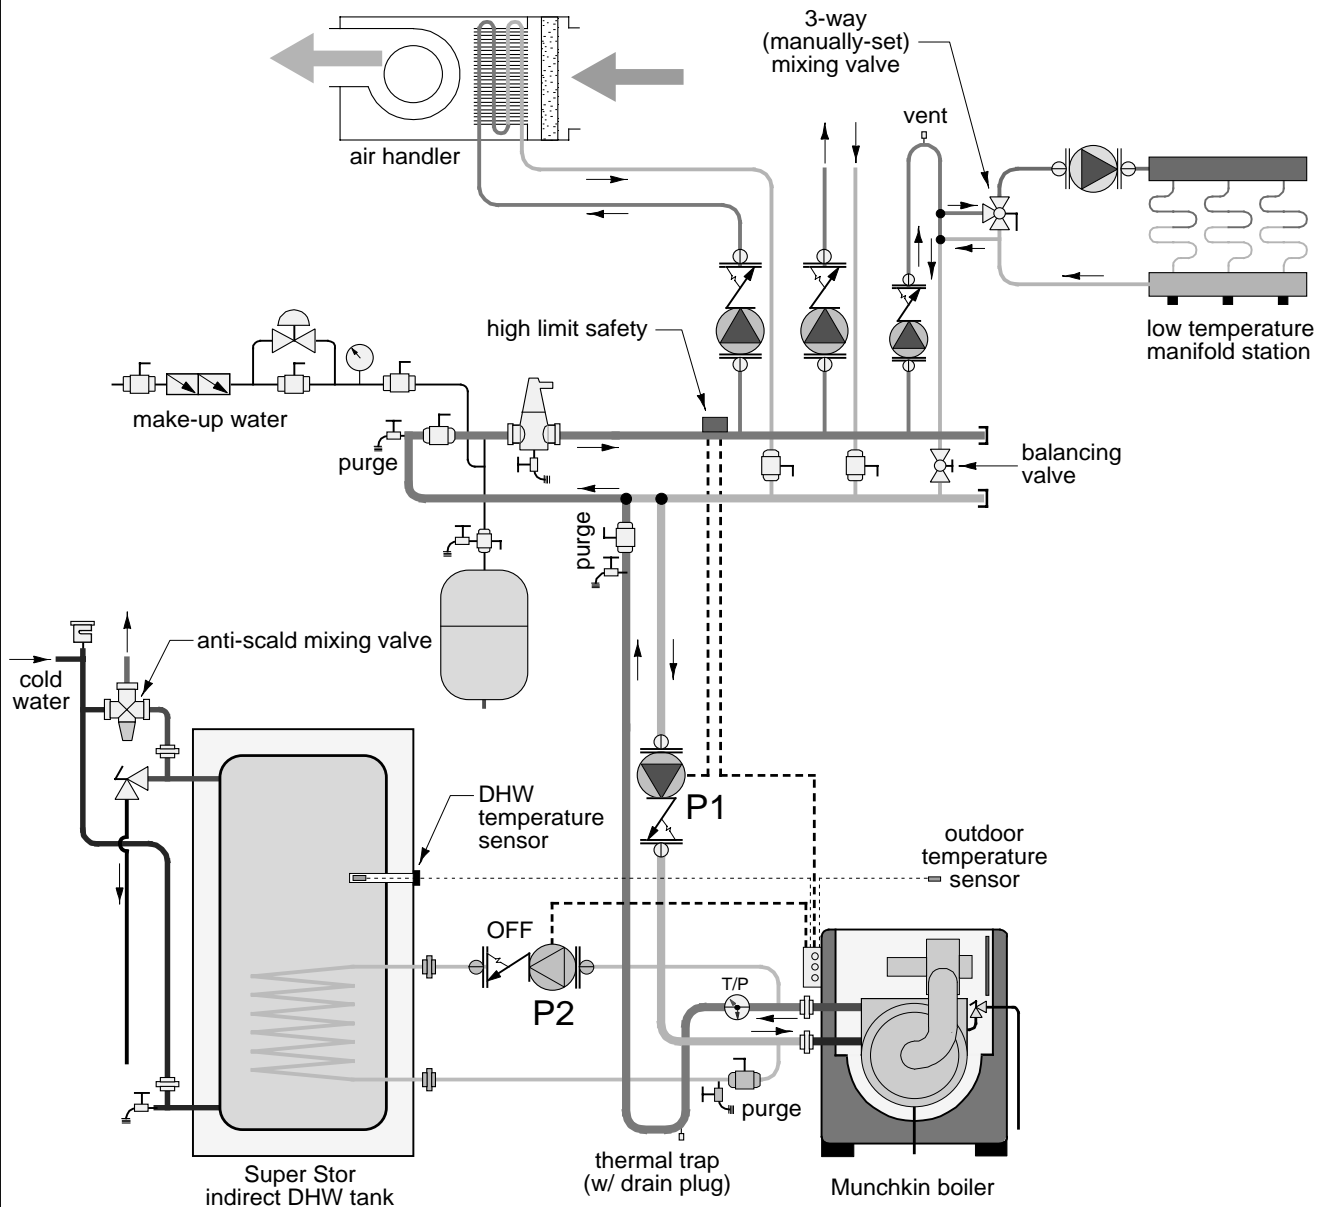 3-way
(manually-set)
mixing valve
vent
air handler
low temperature
manifold station
high limit safety
make-up water
purge
balancing
valve
purge
anti-scald mixing valve
cold
water
DHW
temperature
sensor
P1
outdoor
temperature
sensor
OFF
P2
T/P
purge
thermal trap
(w/ drain plug)
Super Stor
indirect DHW tank
Munchkin boiler